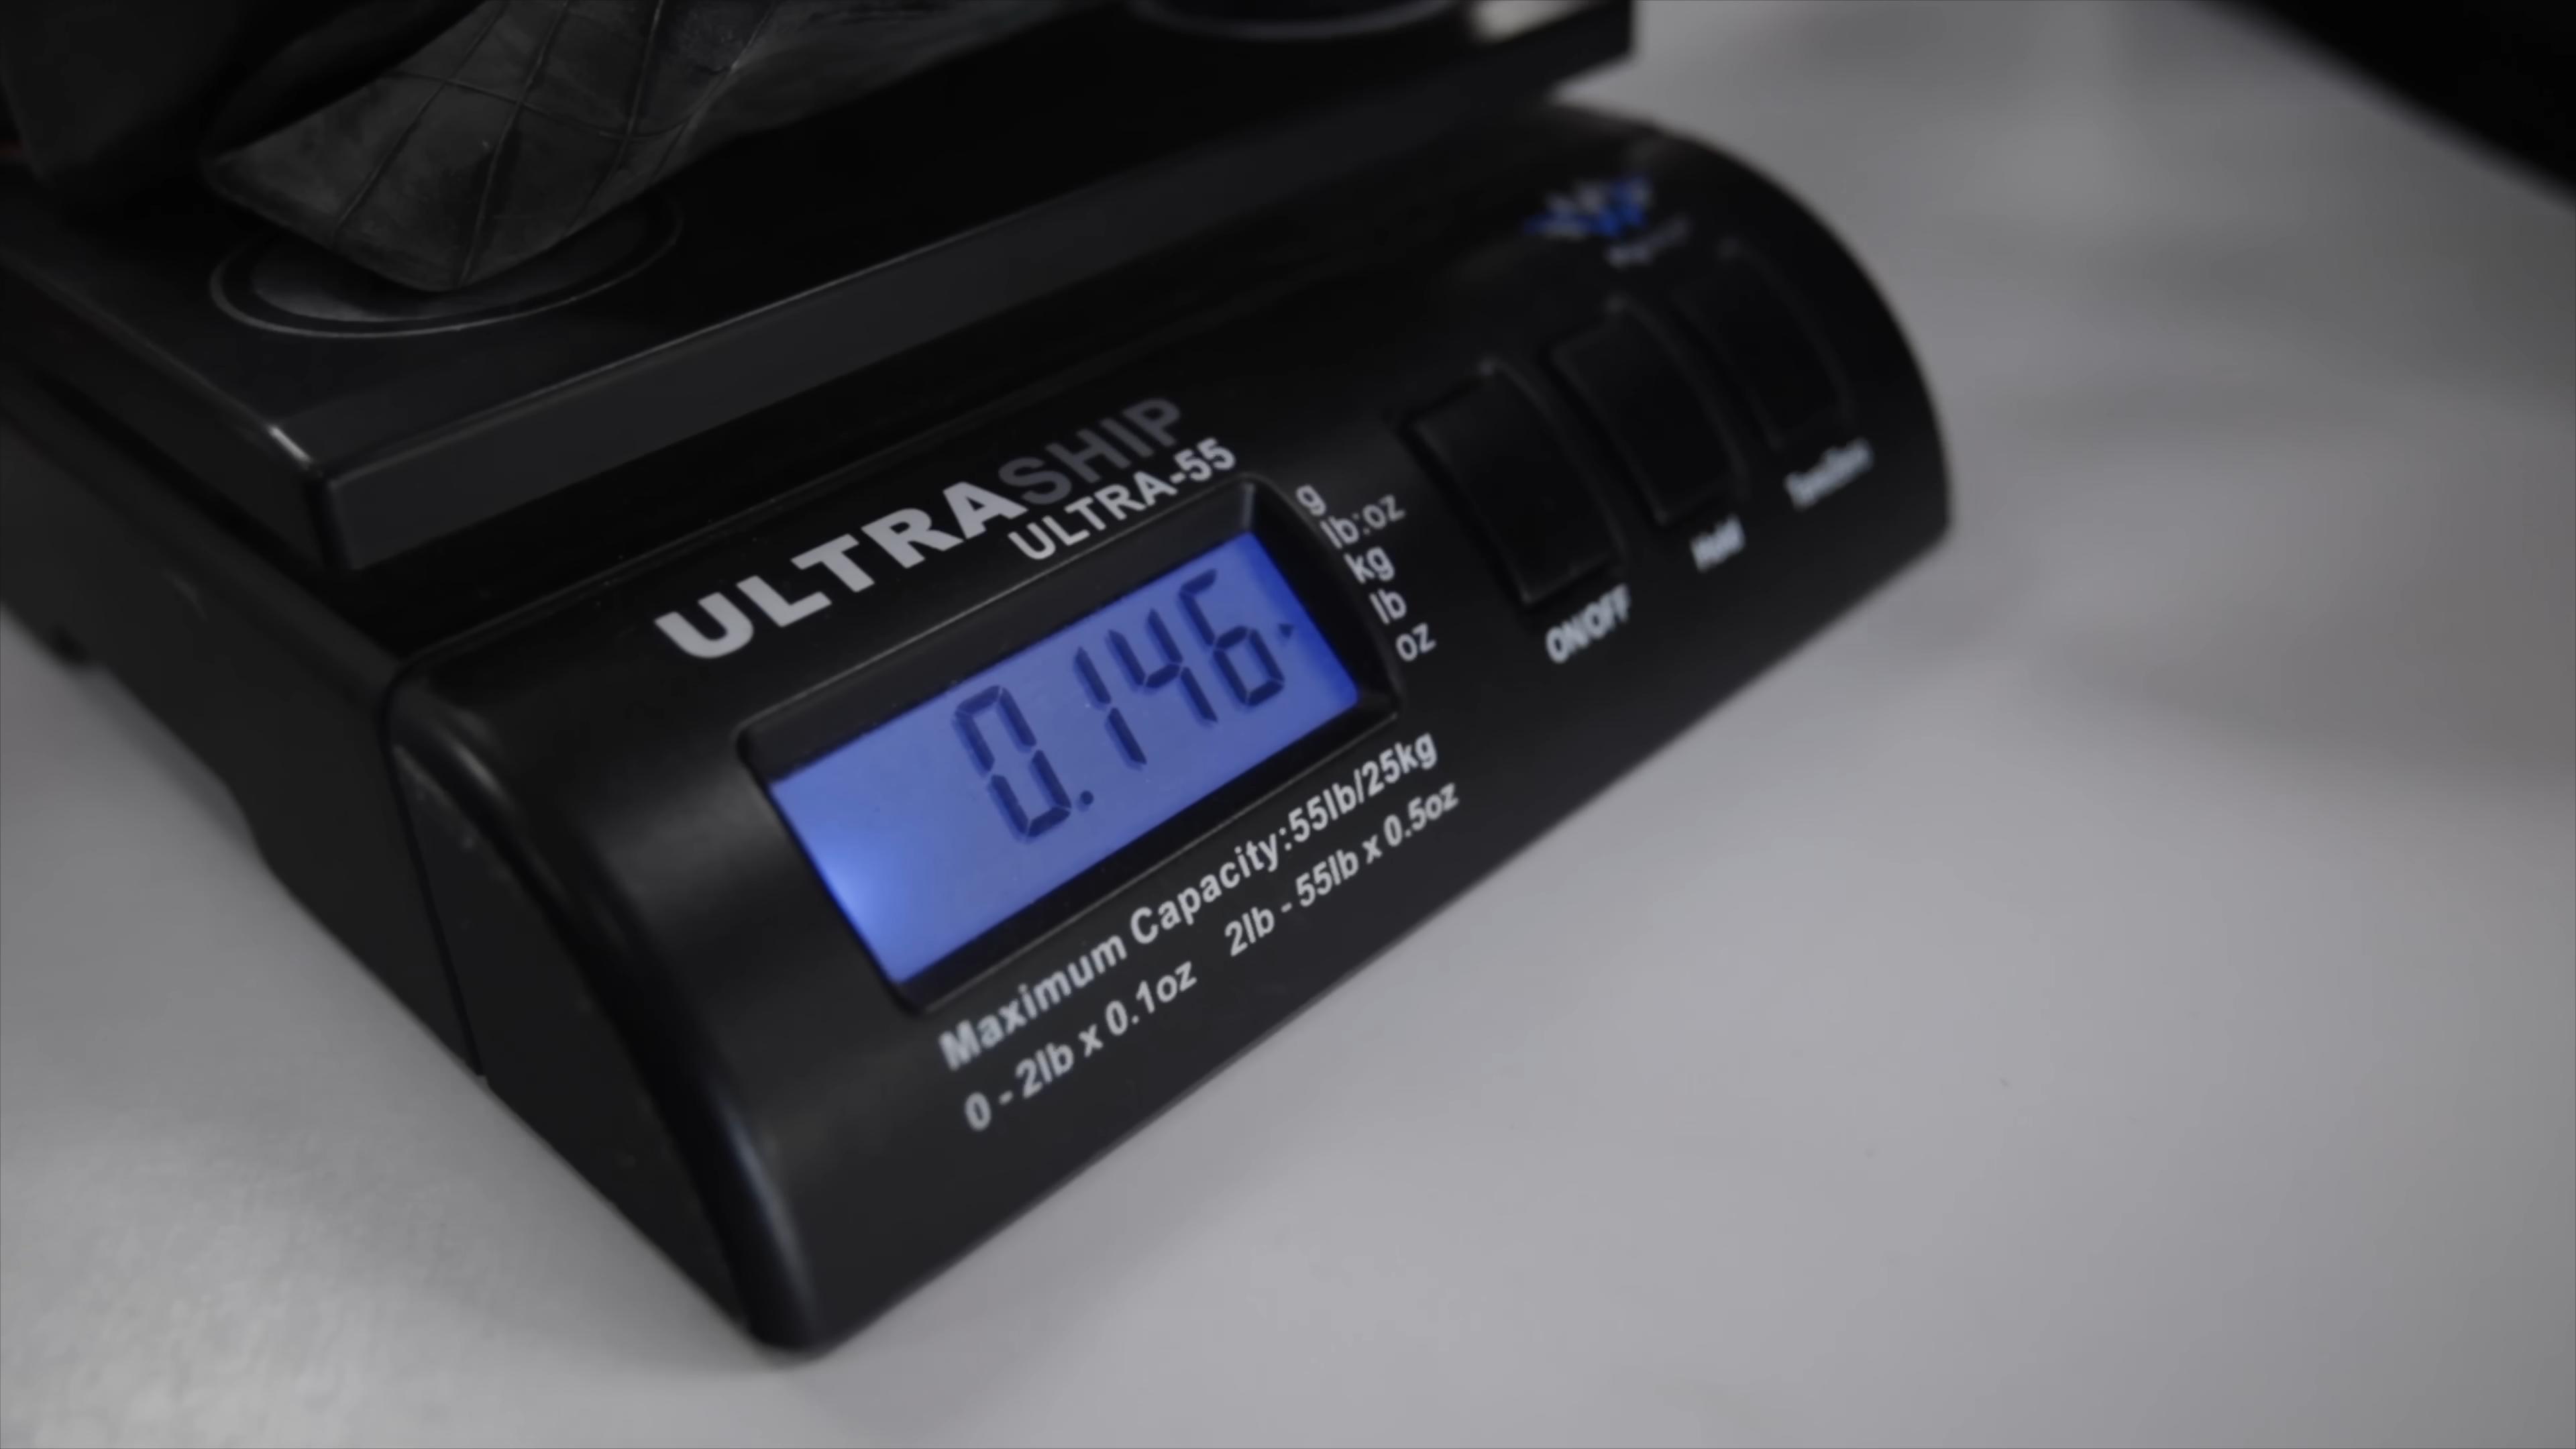 ULTRASHIP
ULTRA-55
g
lb:oz
kg
lb
oz
0.146
ON/OFF
Hold
Maximum Capacity:55lb/25kg
0 - 2lb x 0.1oz 2lb - 55lb x 0.5oz